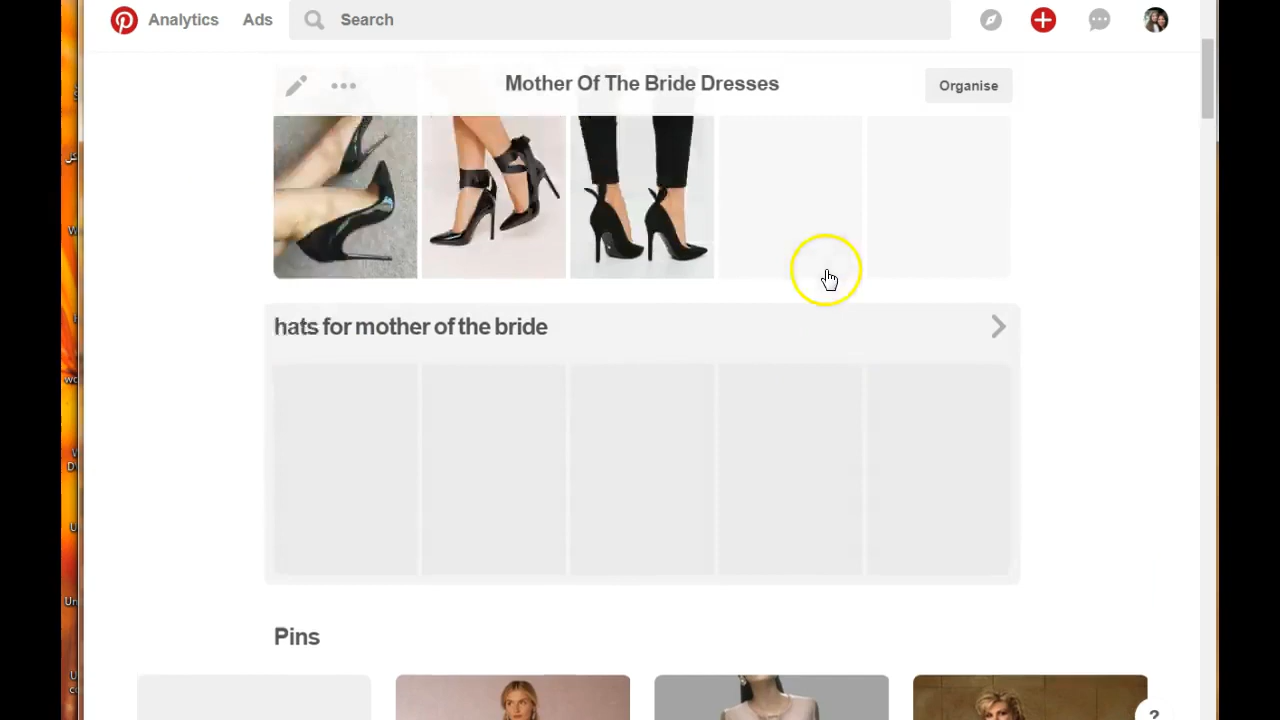 Analytics
Ads
Search
Mother Of The Bride Dresses
Organise
hats for mother of the bride
Pins
?